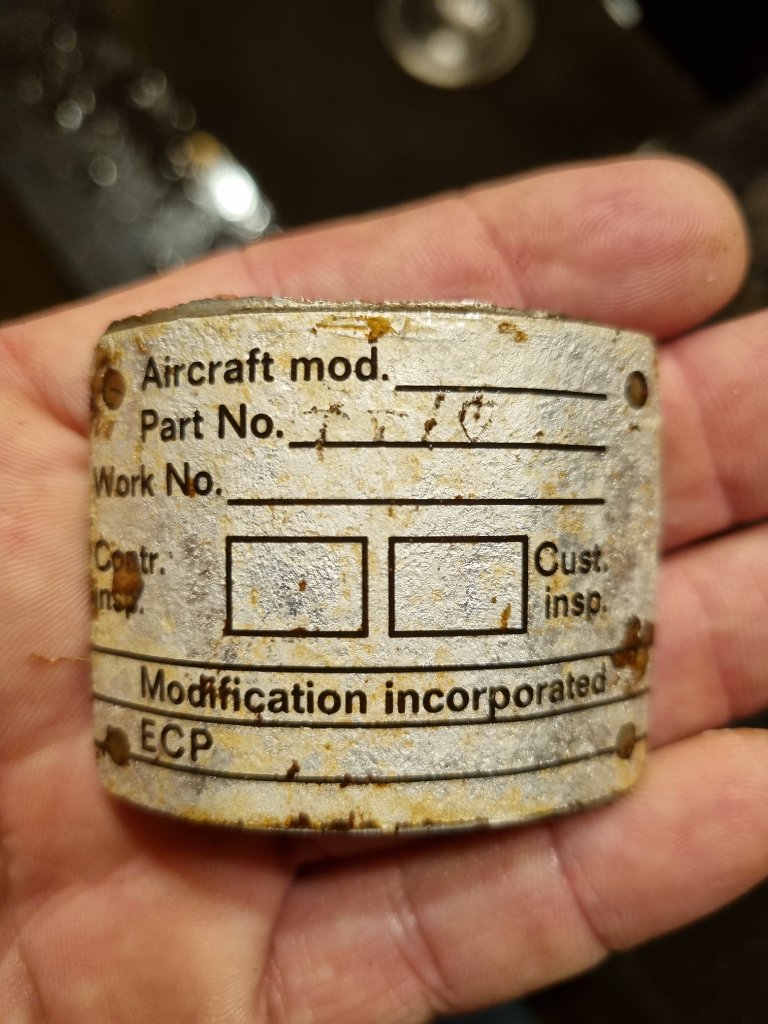 Aircraft mod.
Part No.
Work No.
Contr. Cust.
insp. insp.
Modification incorporated
ECP